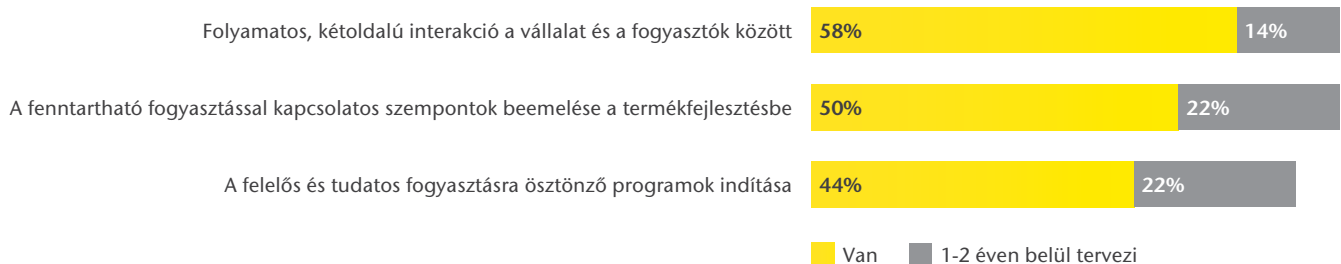 Folyamatos, kétoldalú interakció a vállalat és a fogyasztók között 58% 14%
A fenntartható fogyasztással kapcsolatos szempontok beemelése a termékfejlesztésbe 50% 22%
A felelős és tudatos fogyasztásra ösztönző programok indítása 44% 22%
Van 1-2 éven belül tervezi